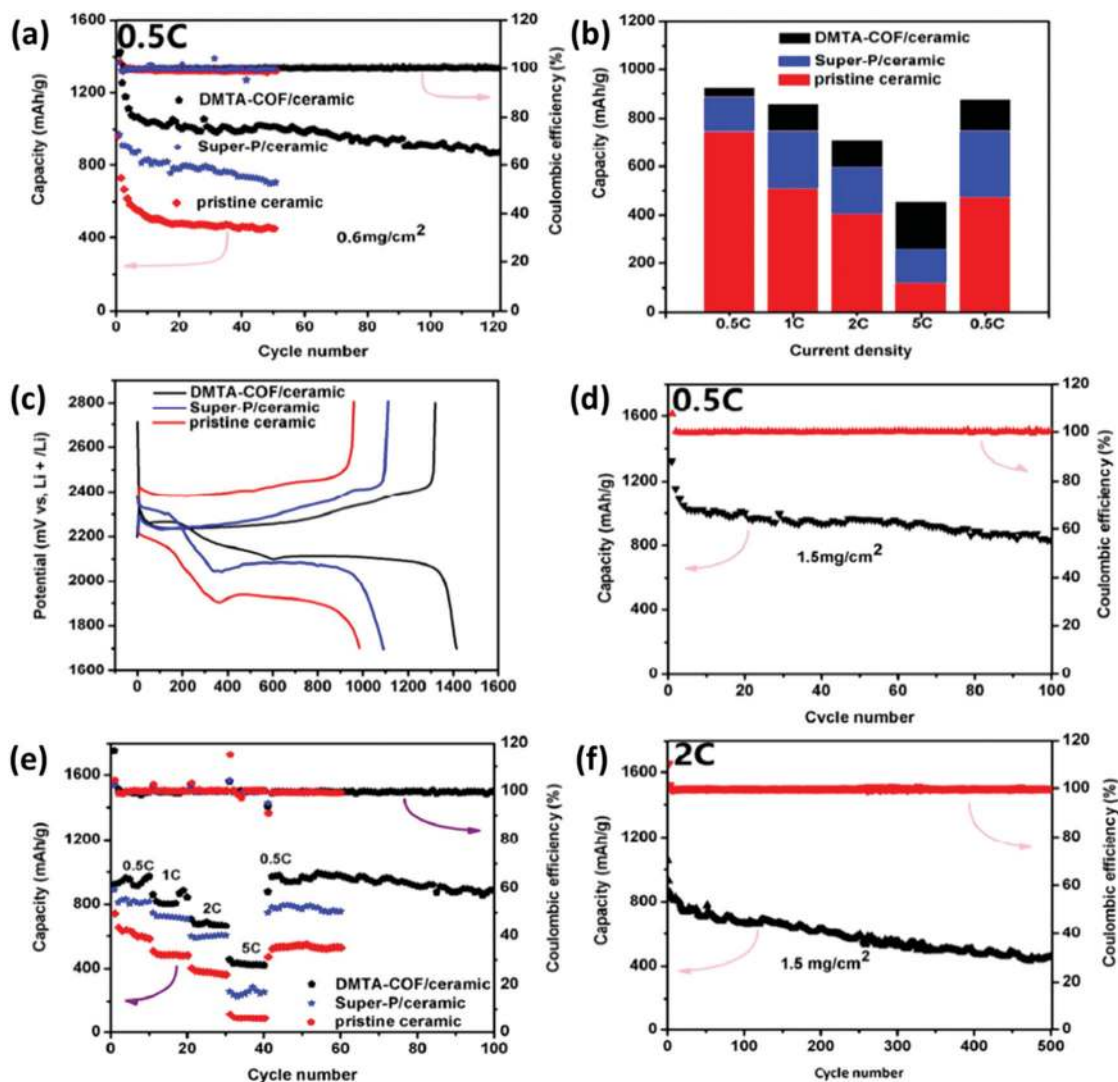 (a)
0.5C
1600
1200
800
400
0
Capacity (mAh/g)
120
100
80
60
40
20
0
Coulombic efficiency (%)
DMTA-COF/ceramic
Super-P/ceramic
pristine ceramic
0.6mg/cm2
0 20 40 60 80 100 120
Cycle number
(b)
1200
1000
800
600
400
200
0
Capacity (mAh/g)
DMTA-COF/ceramic
Super-P/ceramic
pristine ceramic
0.5C 1C 2C 5C 0.5C
Current density
(c)
2800
2600
2400
2200
2000
1800
1600
Potential (mV vs, Li + /Li)
DMTA-COF/ceramic
Super-P/ceramic
pristine ceramic
0 200 400 600 800 1000 1200 1400 1600
(d)
0.5C
1600
1200
800
400
0
Capacity (mAh/g)
120
100
80
60
40
20
0
Coulombic efficiency (%)
1.5mg/cm2
0 20 40 60 80 100
Cycle number
(e)
1600
1200
800
400
0
Capacity (mAh/g)
120
100
80
60
40
20
0
Coulombic efficiency (%)
0.5C
1C
2C
5C
0.5C
DMTA-COF/ceramic
Super-P/ceramic
pristine ceramic
0 20 40 60 80 100
Cycle number
(f)
2C
1600
1200
800
400
0
Capacity (mAh/g)
120
100
80
60
40
20
0
Coulombic efficiency (%)
1.5 mg/cm2
0 100 200 300 400 500
Cycle number